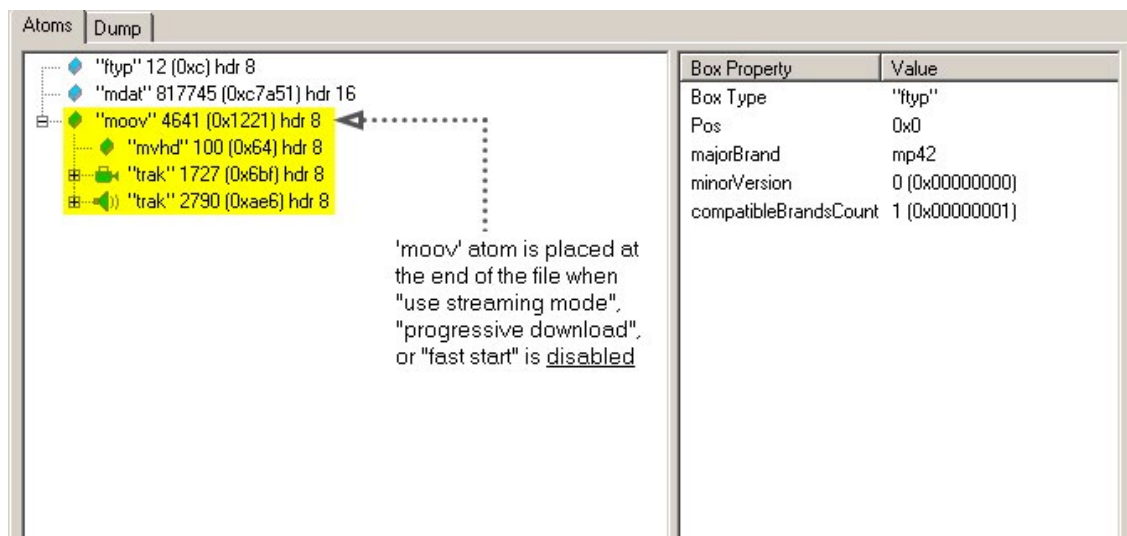 Atoms
Dump
"ftyp" 12 (0xc) hdr 8
"mdat" 817745 (0xc7a51) hdr 16
"moov" 4641 (0x1221) hdr 8
"mvhd" 100 (0x64) hdr 8
"trak" 1727 (0x6bf) hdr 8
"trak" 2790 (0xae6) hdr 8
'moov' atom is placed at
the end of the file when
"use streaming mode",
"progressive download",
or "fast start" is disabled
Box Property Value
Box Type "ftyp"
Pos 0x0
majorBrand mp42
minorVersion 0 (0x00000000)
compatibleBrandsCount 1 (0x00000001)